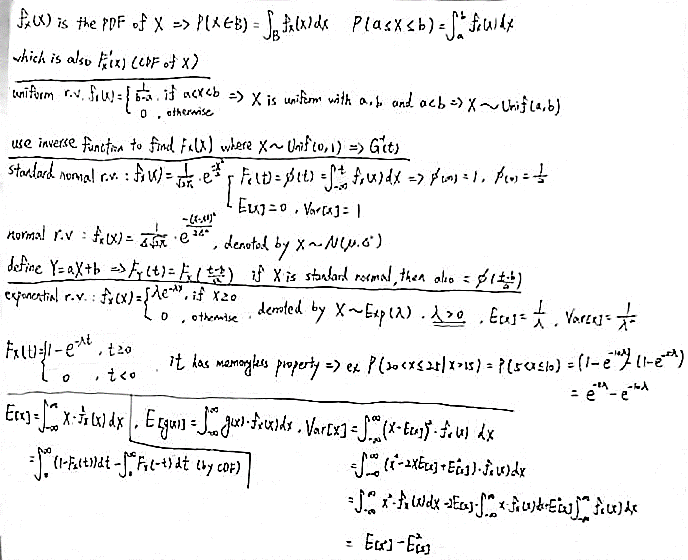 f_X(x) is the PDF of X => P(X∈B) = ∫_B f_X(x)dx   P(a≤X≤b) = ∫_a^b f_X(x)dx
which is also F'_X(x) (CDF of X)
uniform r.v. f_X(x) = { 1/(b-a), if a<x<b ; 0, otherwise => X is uniform with a,b and a<b => X~Unif(a,b)
use inverse function to find F_X(x) where X~Unif(0,1) => G^{-1}(t)
standard normal r.v. : f_X(x) = 1/√(2π) · e^{-x²/2} { F_X(t) = φ(t) = ∫_{-∞}^t f_X(x)dx => φ(∞) = 1, φ(0) = 1/2 ; E[X] = 0, Var[X] = 1
normal r.v : f_X(x) = 1/(σ√(2π)) · e^{-(x-μ)²/2σ²}, denoted by X~N(μ,σ²)
define Y=aX+b => F_Y(t) = F_X((t-b)/a) if X is standard normal, then also = φ((t-b)/a)
exponential r.v. : f_X(x) = { λe^{-λx}, if x≥0 ; 0, otherwise, denoted by X~Exp(λ). λ>0, E[X] = 1/λ, Var[X] = 1/λ²
F_X(t) = { 1-e^{-λt}, t≥0 ; 0, t<0 . it has memoryless property => ex P(20<X≤25|X>15) = P(5<X≤10) = (1-e^{-10λ})-(1-e^{-5λ})
= e^{-5λ}-e^{-10λ}
E[X] = ∫_{-∞}^∞ x·f_X(x)dx, E[g(x)] = ∫_{-∞}^∞ g(x)·f_X(x)dx, Var[X] = ∫_{-∞}^∞ (x-E[X])²·f_X(x) dx
= ∫_0^∞ (1-F_X(t))dt - ∫_0^∞ F_X(-t)dt (by CDF)
= ∫_{-∞}^∞ (x²-2xE[X]+E²[X])·f_X(x)dx
= ∫_{-∞}^∞ x²·f_X(x)dx -2E[X]·∫_{-∞}^∞ x·f_X(x)dx+E²[X]∫_{-∞}^∞ f_X(x)dx
= E[X²]-E²[X]